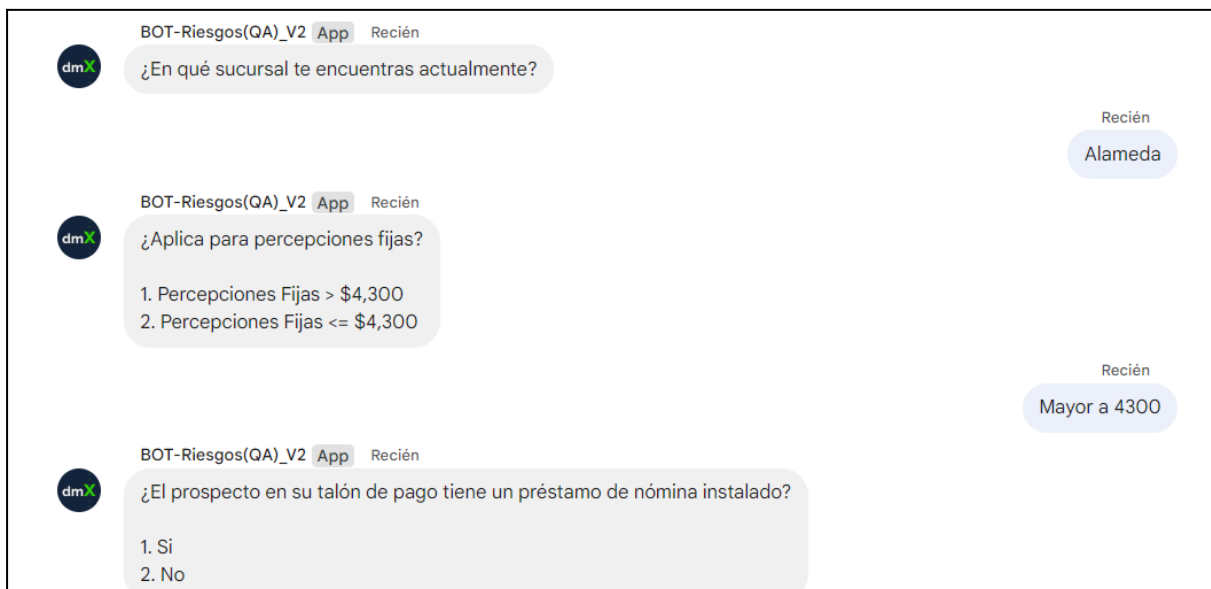 BOT-Riesgos(QA)_V2 App Recién
dmX
¿En qué sucursal te encuentras actualmente?
Recién
Alameda
BOT-Riesgos(QA)_V2 App Recién
dmX
¿Aplica para percepciones fijas?
1. Percepciones Fijas > $4,300
2. Percepciones Fijas <= $4,300
Recién
Mayor a 4300
BOT-Riesgos(QA)_V2 App Recién
dmX
¿El prospecto en su talón de pago tiene un préstamo de nómina instalado?
1. Si
2. No